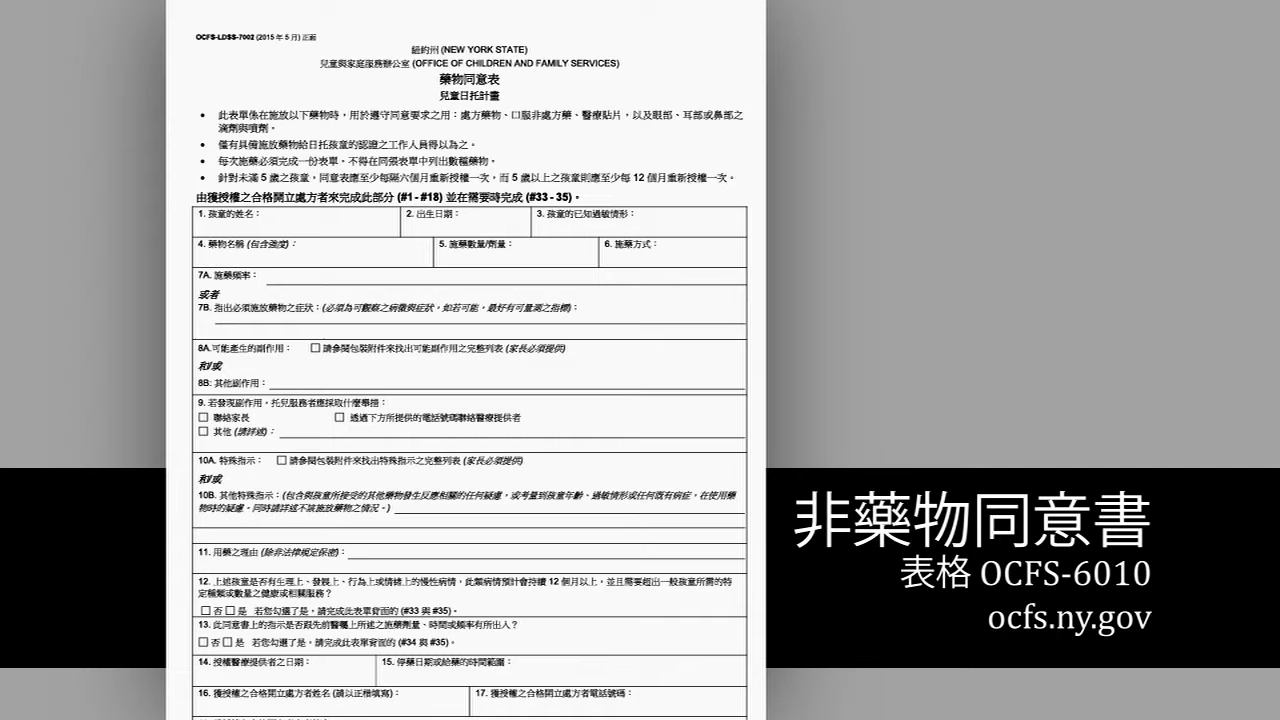 OCFS-LDSS-7002 (2015 年 5 月) 正面
紐約州 (NEW YORK STATE)
兒童與家庭服務辦公室 (OFFICE OF CHILDREN AND FAMILY SERVICES)
藥物同意表
兒童日托計畫
• 此表單係在施放以下藥物時，用於遵守同意要求之用：處方藥物、口服非處方藥、醫療貼片，以及眼部、耳部或鼻部之
滴劑與噴劑。
• 僅有具備施放藥物給日托孩童的認證之工作人員得以為之。
• 每次施藥必須完成一份表單。不得在同張表單中列出數種藥物。
• 針對未滿 5 歲之孩童，同意表應至少每隔六個月重新授權一次，而 5 歲以上之孩童則應至少每 12 個月重新授權一次。
由獲授權之合格開立處方者來完成此部分 (#1 - #18) 並在需要時完成 (#33 - 35)。
1. 孩童的姓名： 2. 出生日期： 3. 孩童的已知過敏情形：
4. 藥物名稱 (包含強度)： 5. 施藥數量/劑量： 6. 施藥方式：
7A. 施藥頻率：
或者
7B. 指出必須施放藥物之症狀：(必須為可觀察之病徵與症狀，如若可能，最好有可量測之指標)：
8A.可能產生的副作用： □ 請參閱包裝附件來找出可能副作用之完整列表 (家長必須提供)
和/或
8B: 其他副作用：
9. 若發現副作用，托兒服務者應採取什麼舉措：
□ 聯絡家長 □ 透過下方所提供的電話號碼聯絡醫療提供者
□ 其他 (請詳述)：
10A. 特殊指示： □ 請參閱包裝附件來找出特殊指示之完整列表 (家長必須提供)
和/或
10B. 其他特殊指示：(包含與孩童所接受的其他藥物發生反應相關的任何疑慮，或考量到孩童年齡、過敏情形或任何既有病症，在使用藥
物時的疑慮。同時請詳述不該施放藥物之情況。)
11. 用藥之理由 (除非法律規定保密)：
12. 上述孩童是否有生理上、發展上、行為上或情緒上的慢性病情，此類病情預計會持續 12 個月以上，並且需要超出一般孩童所需的特
定種類或數量之健康或相關服務？
□ 否 □ 是 若您勾選了是，請完成此表單背面的 (#33 與 #35)。
13. 此同意書上的指示是否跟先前醫囑上所述之施藥劑量、時間或頻率有所出入？
□ 否 □ 是 若您勾選了是，請完成此表單背面的 (#34 與 #35)。
14. 授權醫療提供者之日期： 15. 停藥日期或給藥的時間範圍：
16. 獲授權之合格開立處方者姓名 (請以正楷填寫)： 17. 獲授權之合格開立處方者電話號碼：
非藥物同意書
表格 OCFS-6010
ocfs.ny.gov